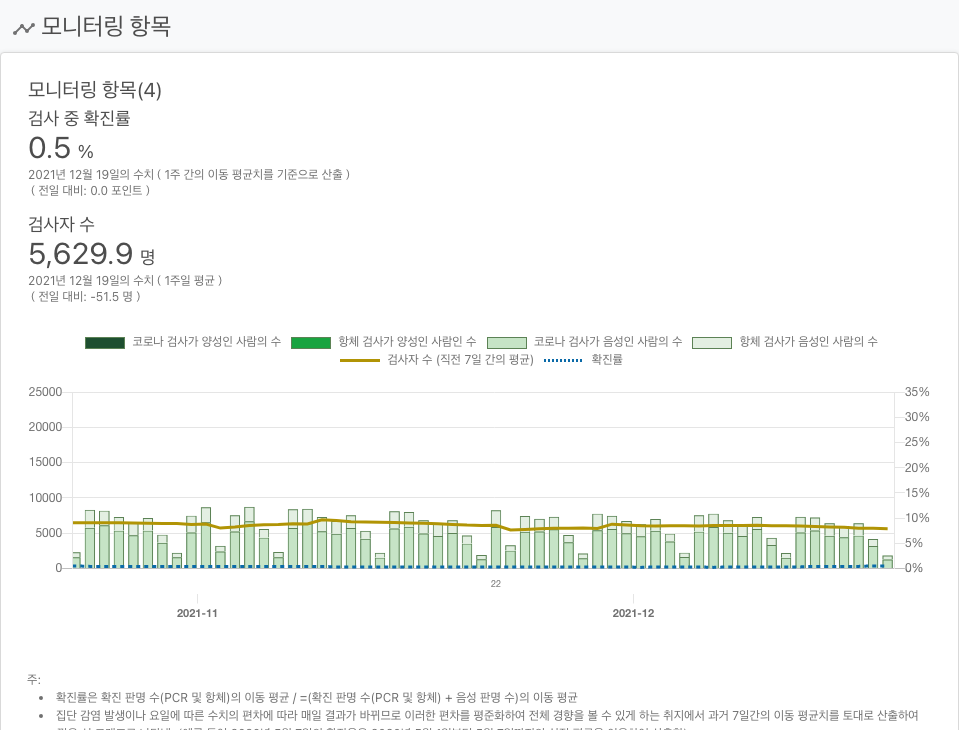 모니터링 항목
모니터링 항목(4)
검사 중 확진률
0.5 %
2021년 12월 19일의 수치 ( 1주 간의 이동 평균치를 기준으로 산출 )
( 전일 대비: 0.0 포인트 )
검사자 수
5,629.9 명
2021년 12월 19일의 수치 ( 1주일 평균 )
( 전일 대비: -51.5 명 )
코로나 검사가 양성인 사람의 수 항체 검사가 양성인 사람인 수 코로나 검사가 음성인 사람의 수 항체 검사가 음성인 사람의 수
검사자 수 (직전 7일 간의 평균) 확진률
25000 35%
30%
20000
25%
15000 20%
15%
10000
10%
5000 5%
0 0%
22
2021-11 2021-12
주:
• 확진률은 확진 판명 수(PCR 및 항체)의 이동 평균 / =(확진 판명 수(PCR 및 항체) + 음성 판명 수)의 이동 평균
• 집단 감염 발생이나 요일에 따른 수치의 편차에 따라 매일 결과가 바뀌므로 이러한 편차를 평준화하여 전체 경향을 볼 수 있게 하는 취지에서 과거 7일간의 이동 평균치를 토대로 산출하여